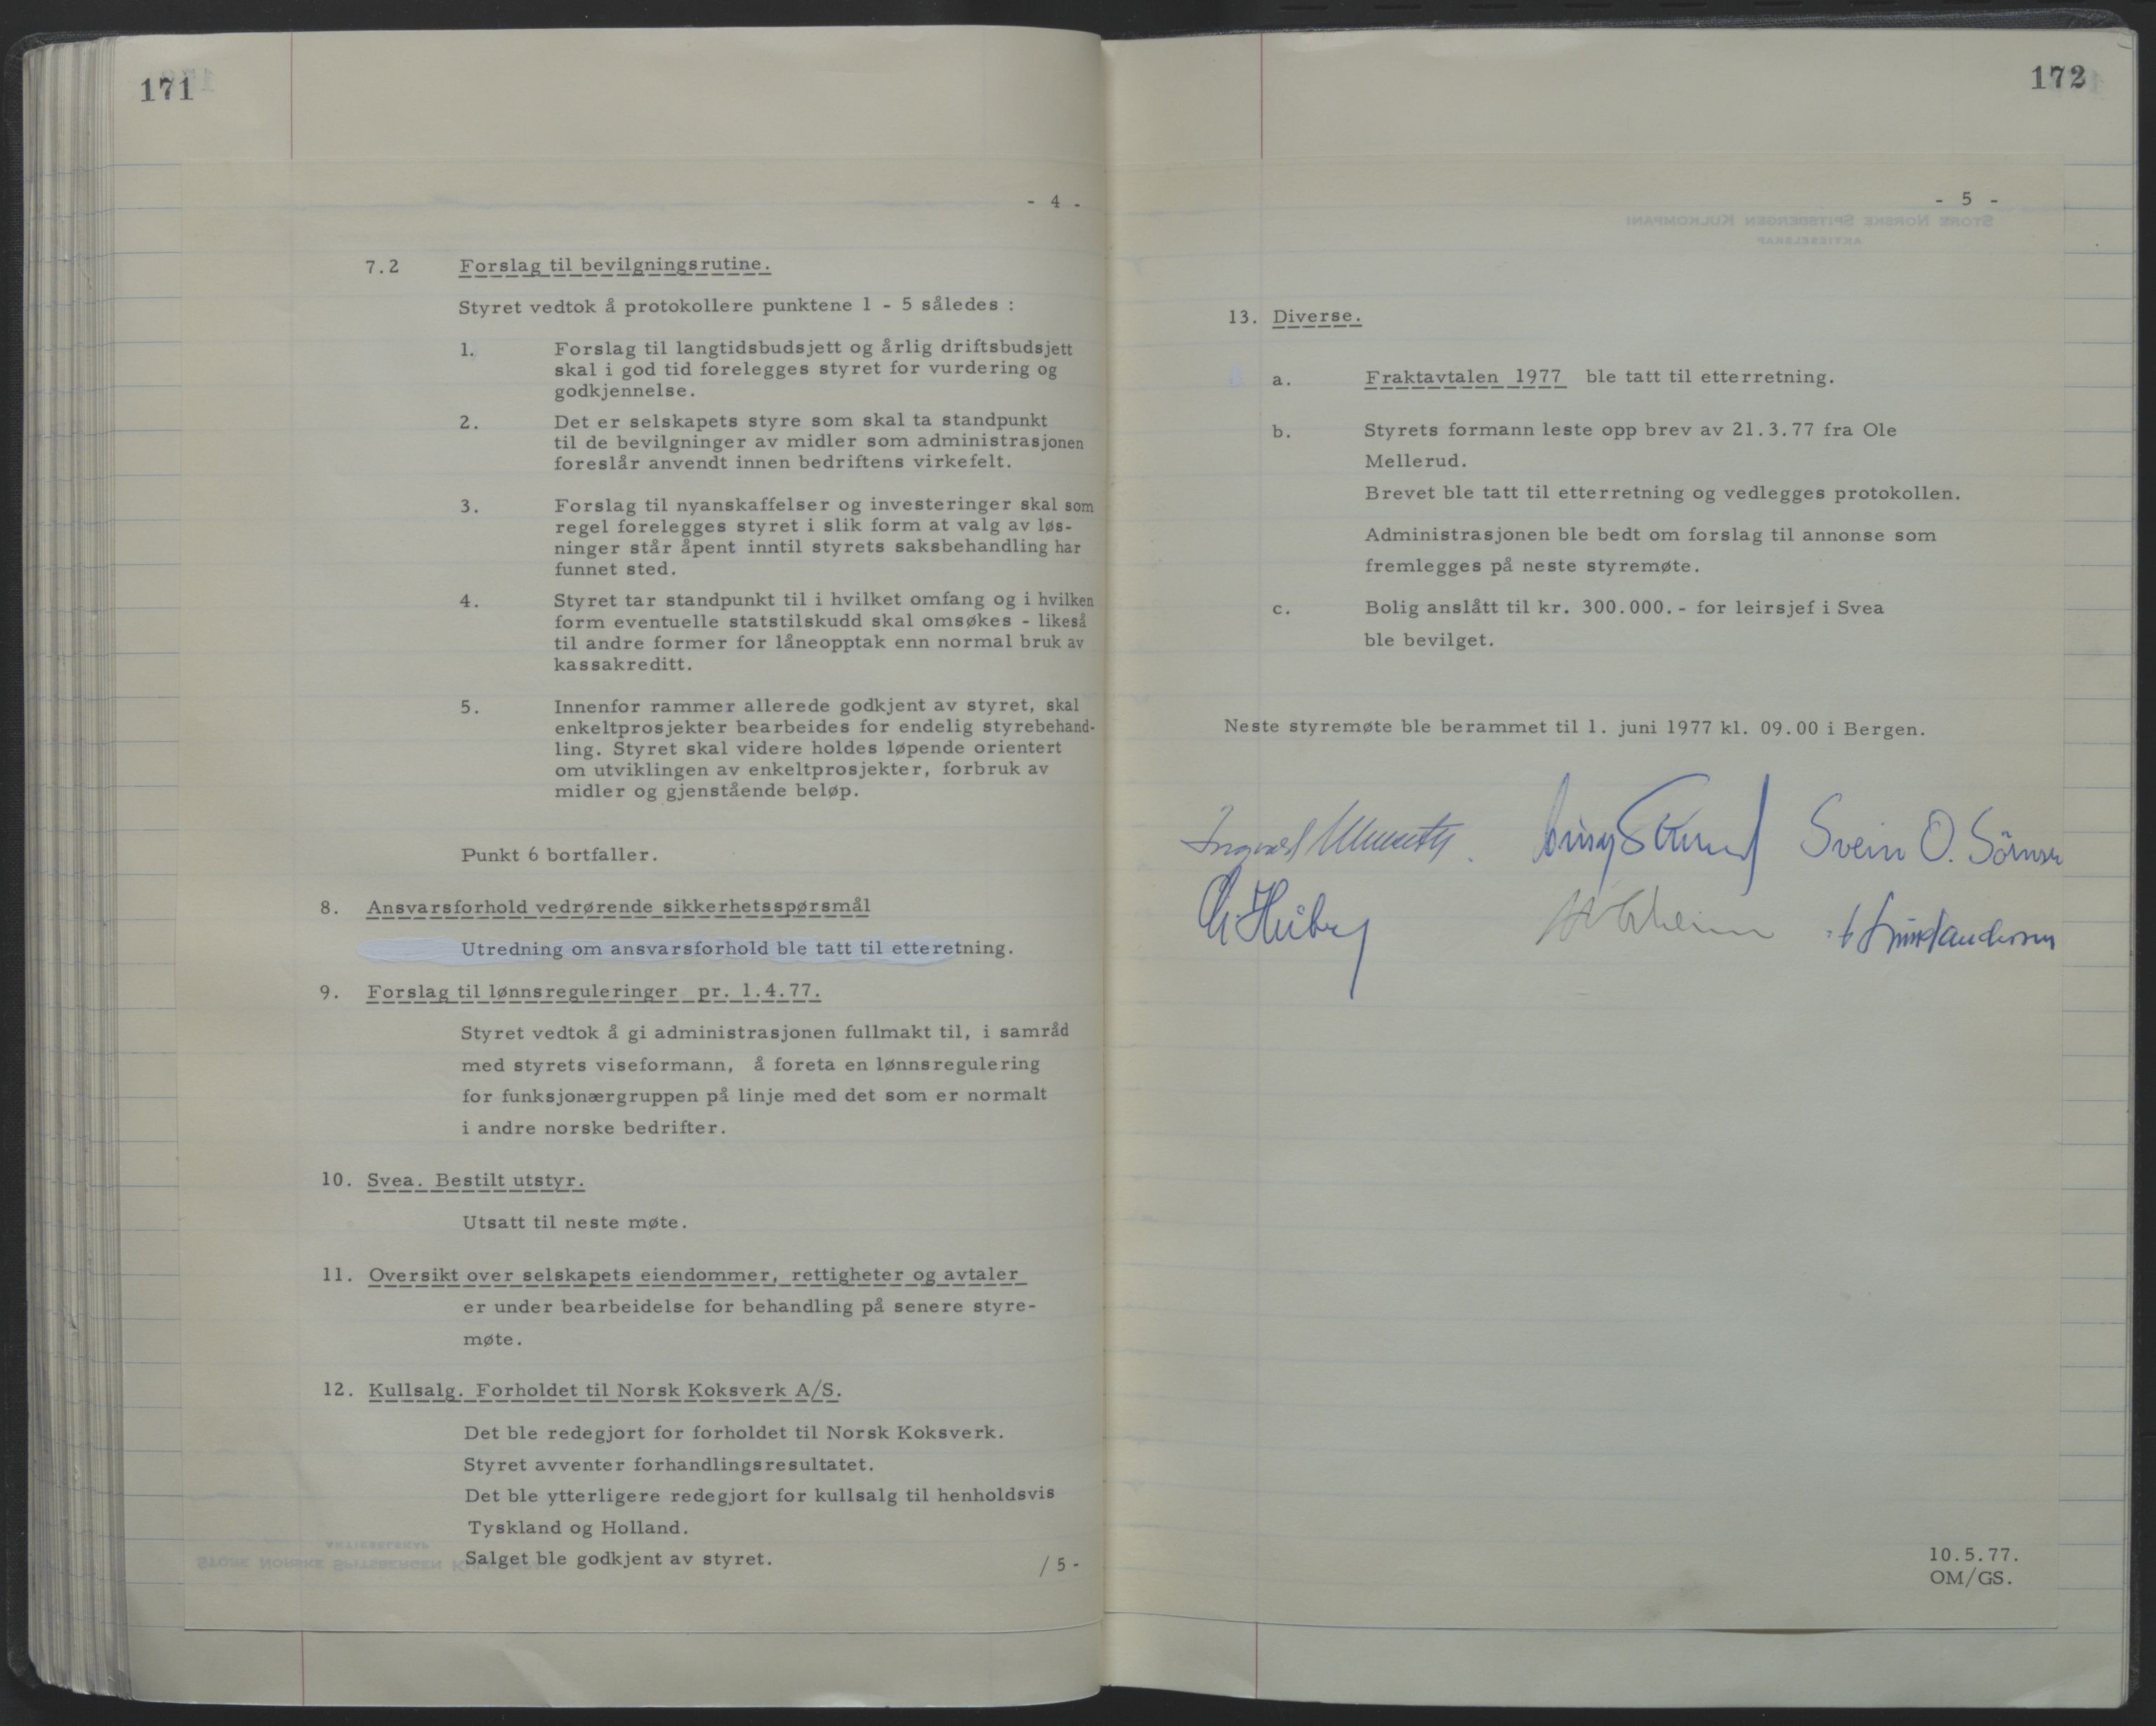 171
- 4 -
7.2 Forslag til bevilgningsrutine.
Styret vedtok å protokollere punktene 1 - 5 således :
1. Forslag til langtidsbudsjett og årlig driftsbudsjett
skal i god tid forelegges styret for vurdering og
godkjennelse.
2. Det er selskapets styre som skal ta standpunkt
til de bevilgninger av midler som administrasjonen
foreslår anvendt innen bedriftens virkefelt.
3. Forslag til nyanskaffelser og investeringer skal som
regel forelegges styret i slik form at valg av løs-
ninger står åpent inntil styrets saksbehandling har
funnet sted.
4. Styret tar standpunkt til i hvilket omfang og i hvilken
form eventuelle statstilskudd skal omsøkes - likeså
til andre former for låneopptak enn normal bruk av
kassakreditt.
5. Innenfor rammer allerede godkjent av styret, skal
enkeltprosjekter bearbeides for endelig styrebehand-
ling. Styret skal videre holdes løpende orientert
om utviklingen av enkeltprosjekter, forbruk av
midler og gjenstående beløp.
Punkt 6 bortfaller.
8. Ansvarsforhold vedrørende sikkerhetsspørsmål
Utredning om ansvarsforhold ble tatt til etteretning.
9. Forslag til lønnsreguleringer pr. 1.4.77.
Styret vedtok å gi administrasjonen fullmakt til, i samråd
med styrets viseformann, å foreta en lønnsregulering
for funksjonærgruppen på linje med det som er normalt
i andre norske bedrifter.
10. Svea. Bestilt utstyr.
Utsatt til neste møte.
11. Oversikt over selskapets eiendommer, rettigheter og avtaler
er under bearbeidelse for behandling på senere styre-
møte.
12. Kullsalg. Forholdet til Norsk Koksverk A/S.
Det ble redegjort for forholdet til Norsk Koksverk.
Styret avventer forhandlingsresultatet.
Det ble ytterligere redegjort for kullsalg til henholdsvis
Tyskland og Holland.
Salget ble godkjent av styret.
/ 5 -
172
- 5 -
STORE NORSKE SPITSBERGEN KULKOMPANI
AKTIESELSKAP
13. Diverse.
a. Fraktavtalen 1977 ble tatt til etterretning.
b. Styrets formann leste opp brev av 21.3.77 fra Ole
Mellerud.
Brevet ble tatt til etterretning og vedlegges protokollen.
Administrasjonen ble bedt om forslag til annonse som
fremlegges på neste styremøte.
c. Bolig anslått til kr. 300.000.- for leirsjef i Svea
ble bevilget.
Neste styremøte ble berammet til 1. juni 1977 kl. 09.00 i Bergen.
Svein O.
10.5.77.
OM/GS.